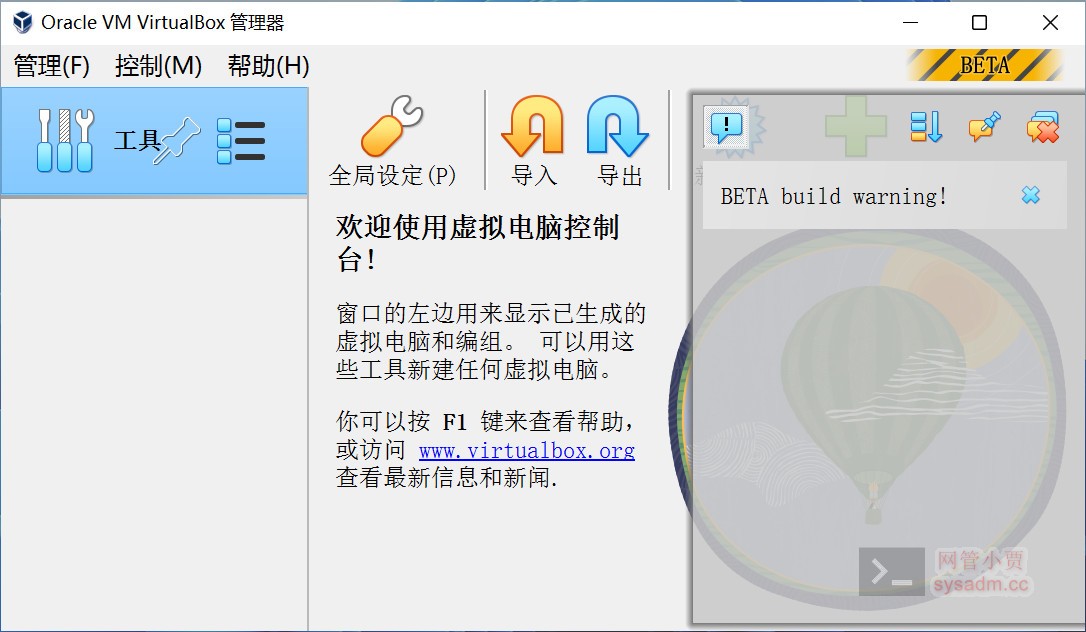 Oracle VM VirtualBox 管理器
管理(F) 控制(M) 帮助(H)
BETA
工具
全局设定(P) 导入 导出
BETA build warning!
欢迎使用虚拟电脑控制
台!
窗口的左边用来显示已生成的
虚拟电脑和编组。 可以用这
些工具新建任何虚拟电脑。
你可以按 F1 键来查看帮助，
或访问 www.virtualbox.org
查看最新信息和新闻.
网管小贾
sysadm.cc